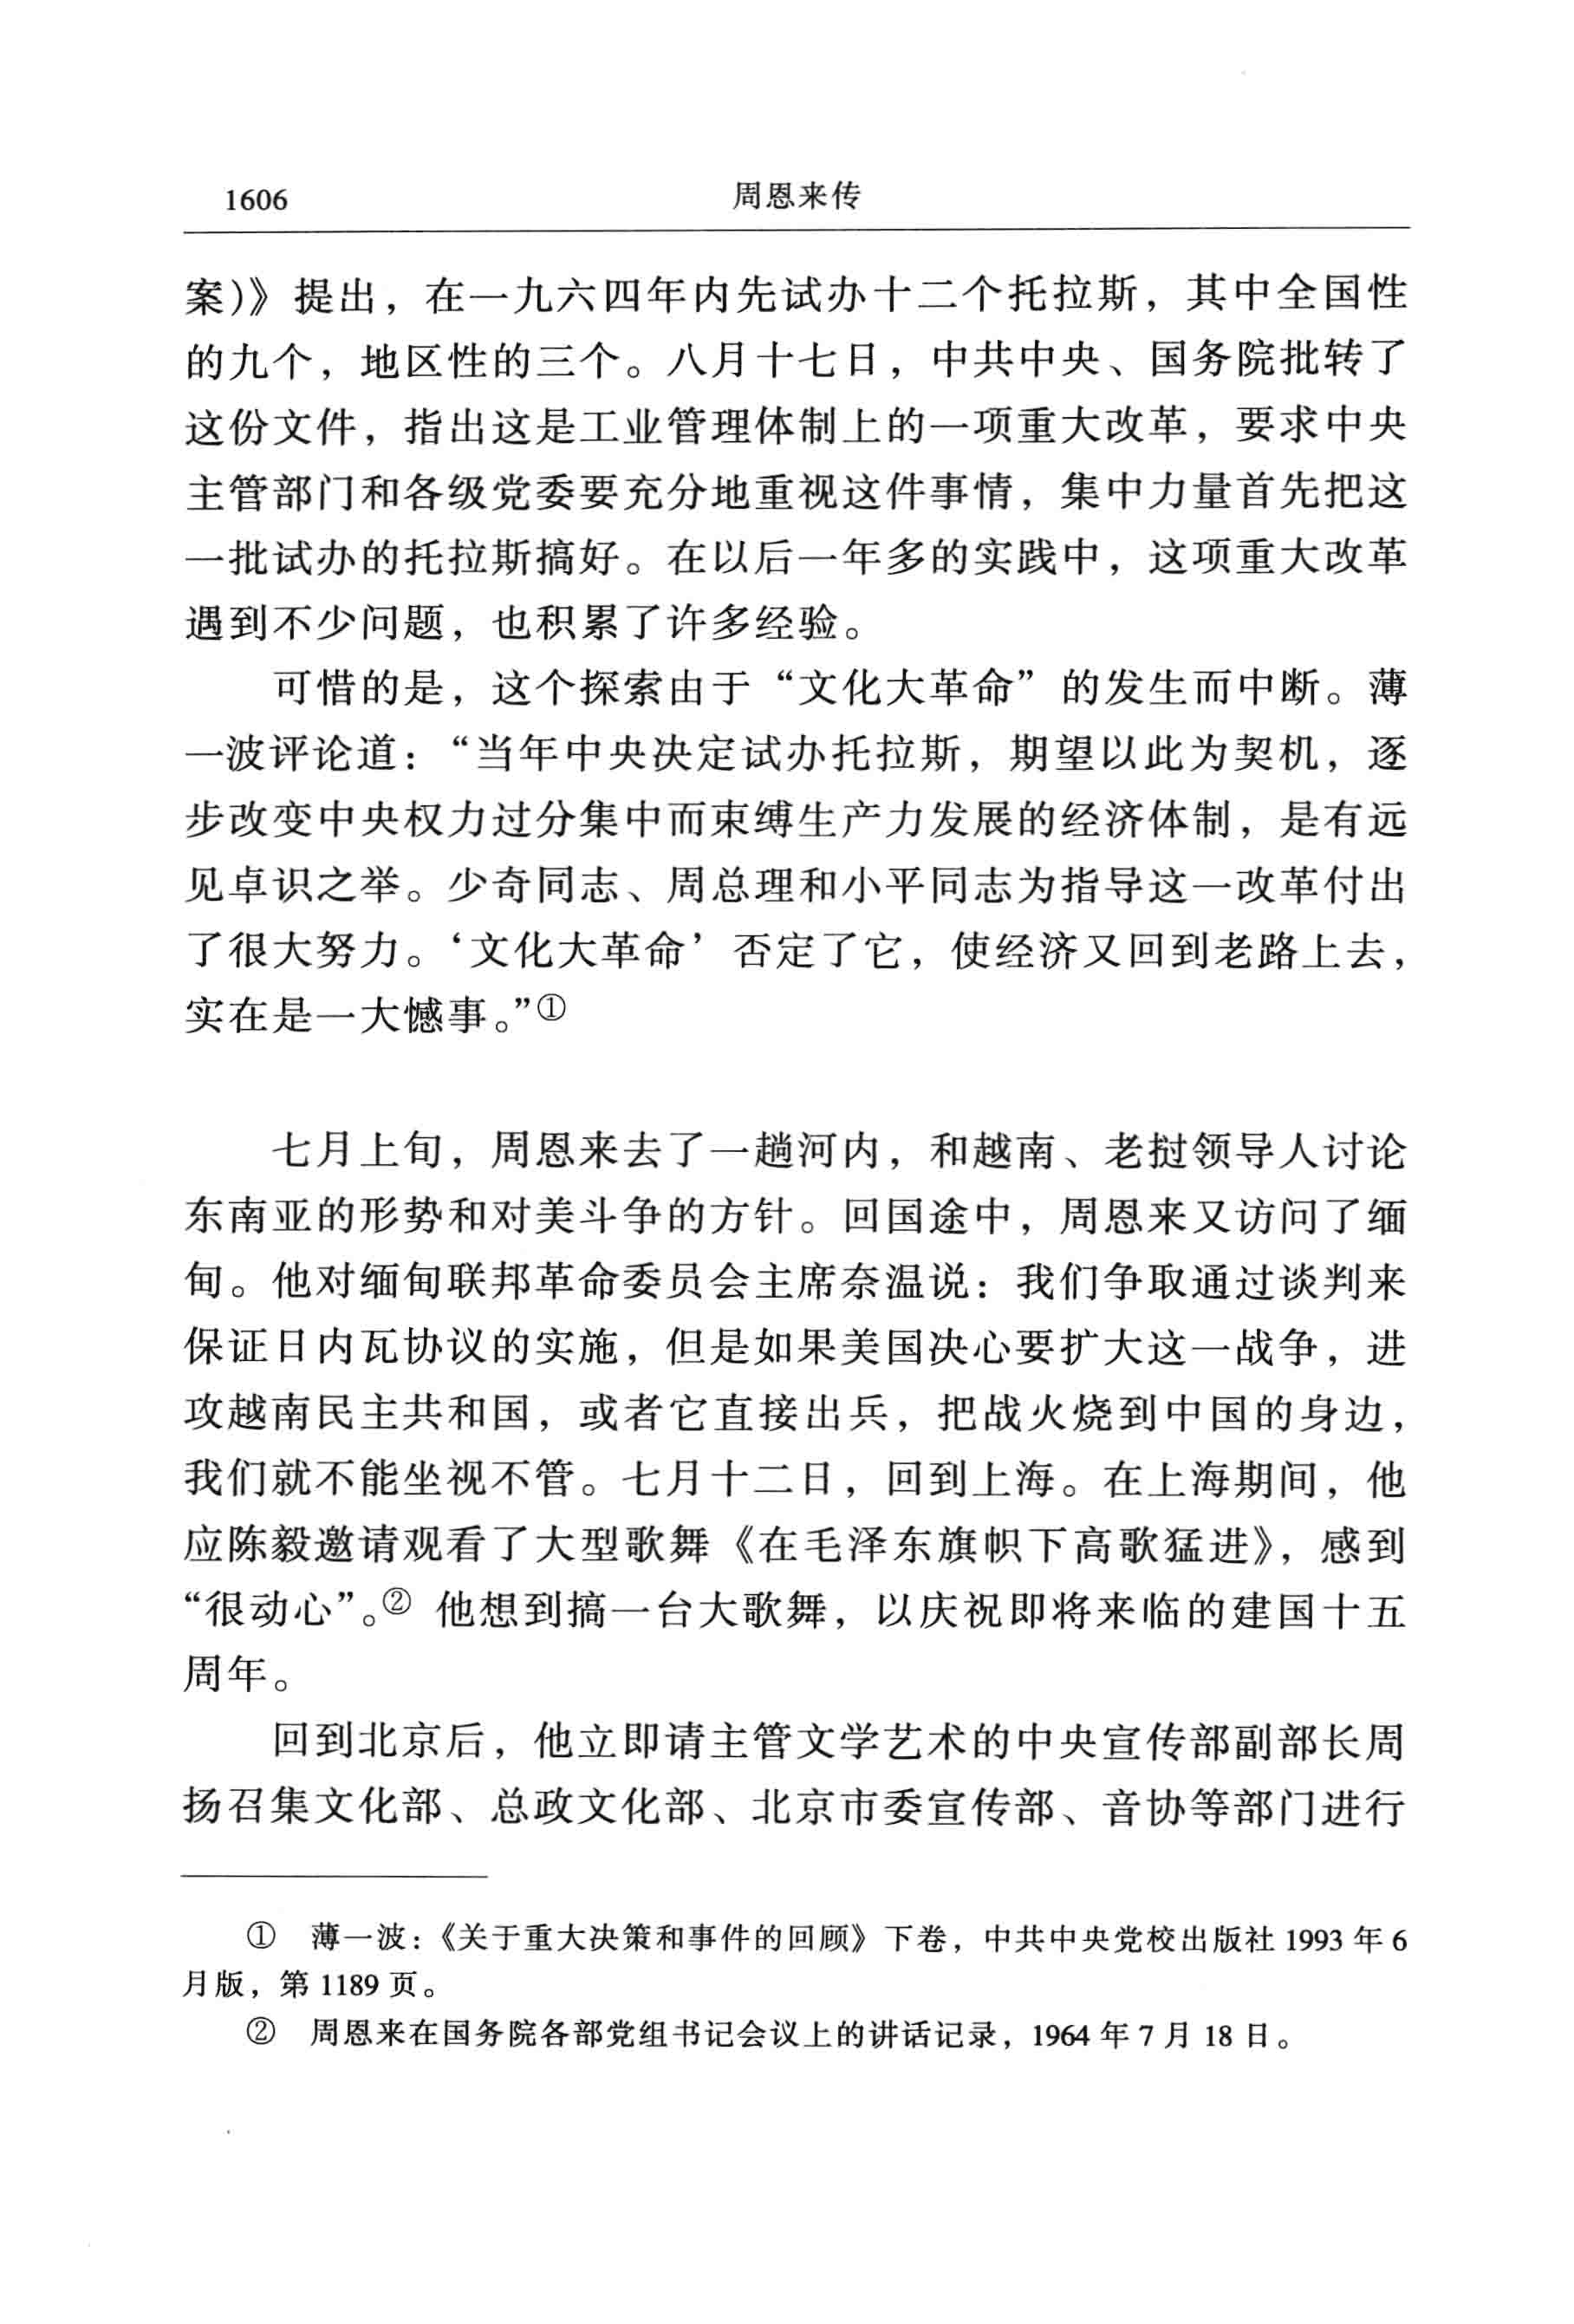 1606
周恩来传
案)》提出，在一九六四年内先试办十二个托拉斯，其中全国性
的九个，地区性的三个。八月十七日，中共中央、国务院批转了
这份文件，指出这是工业管理体制上的一项重大改革，要求中央
主管部门和各级党委要充分地重视这件事情，集中力量首先把这
一批试办的托拉斯搞好。在以后一年多的实践中，这项重大改革
遇到不少问题，也积累了许多经验。
可惜的是，这个探索由于“文化大革命”的发生而中断。薄
一波评论道：“当年中央决定试办托拉斯，期望以此为契机，逐
步改变中央权力过分集中而束缚生产力发展的经济体制，是有远
见卓识之举。少奇同志、周总理和小平同志为指导这一改革付出
了很大努力。‘文化大革命’否定了它，使经济又回到老路上去，
实在是一大憾事。”①
七月上旬，周恩来去了一趟河内，和越南、老挝领导人讨论
东南亚的形势和对美斗争的方针。回国途中，周恩来又访问了缅
甸。他对缅甸联邦革命委员会主席奈温说：我们争取通过谈判来
保证日内瓦协议的实施，但是如果美国决心要扩大这一战争，进
攻越南民主共和国，或者它直接出兵，把战火烧到中国的身边，
我们就不能坐视不管。七月十二日，回到上海。在上海期间，他
应陈毅邀请观看了大型歌舞《在毛泽东旗帜下高歌猛进》，感到
“很动心”。② 他想到搞一台大歌舞，以庆祝即将来临的建国十五
周年。
回到北京后，他立即请主管文学艺术的中央宣传部副部长周
扬召集文化部、总政文化部、北京市委宣传部、音协等部门进行
① 薄一波：《关于重大决策和事件的回顾》下卷，中共中央党校出版社 1993 年 6
月版，第 1189 页。
② 周恩来在国务院各部党组书记会议上的讲话记录，1964 年 7 月 18 日。